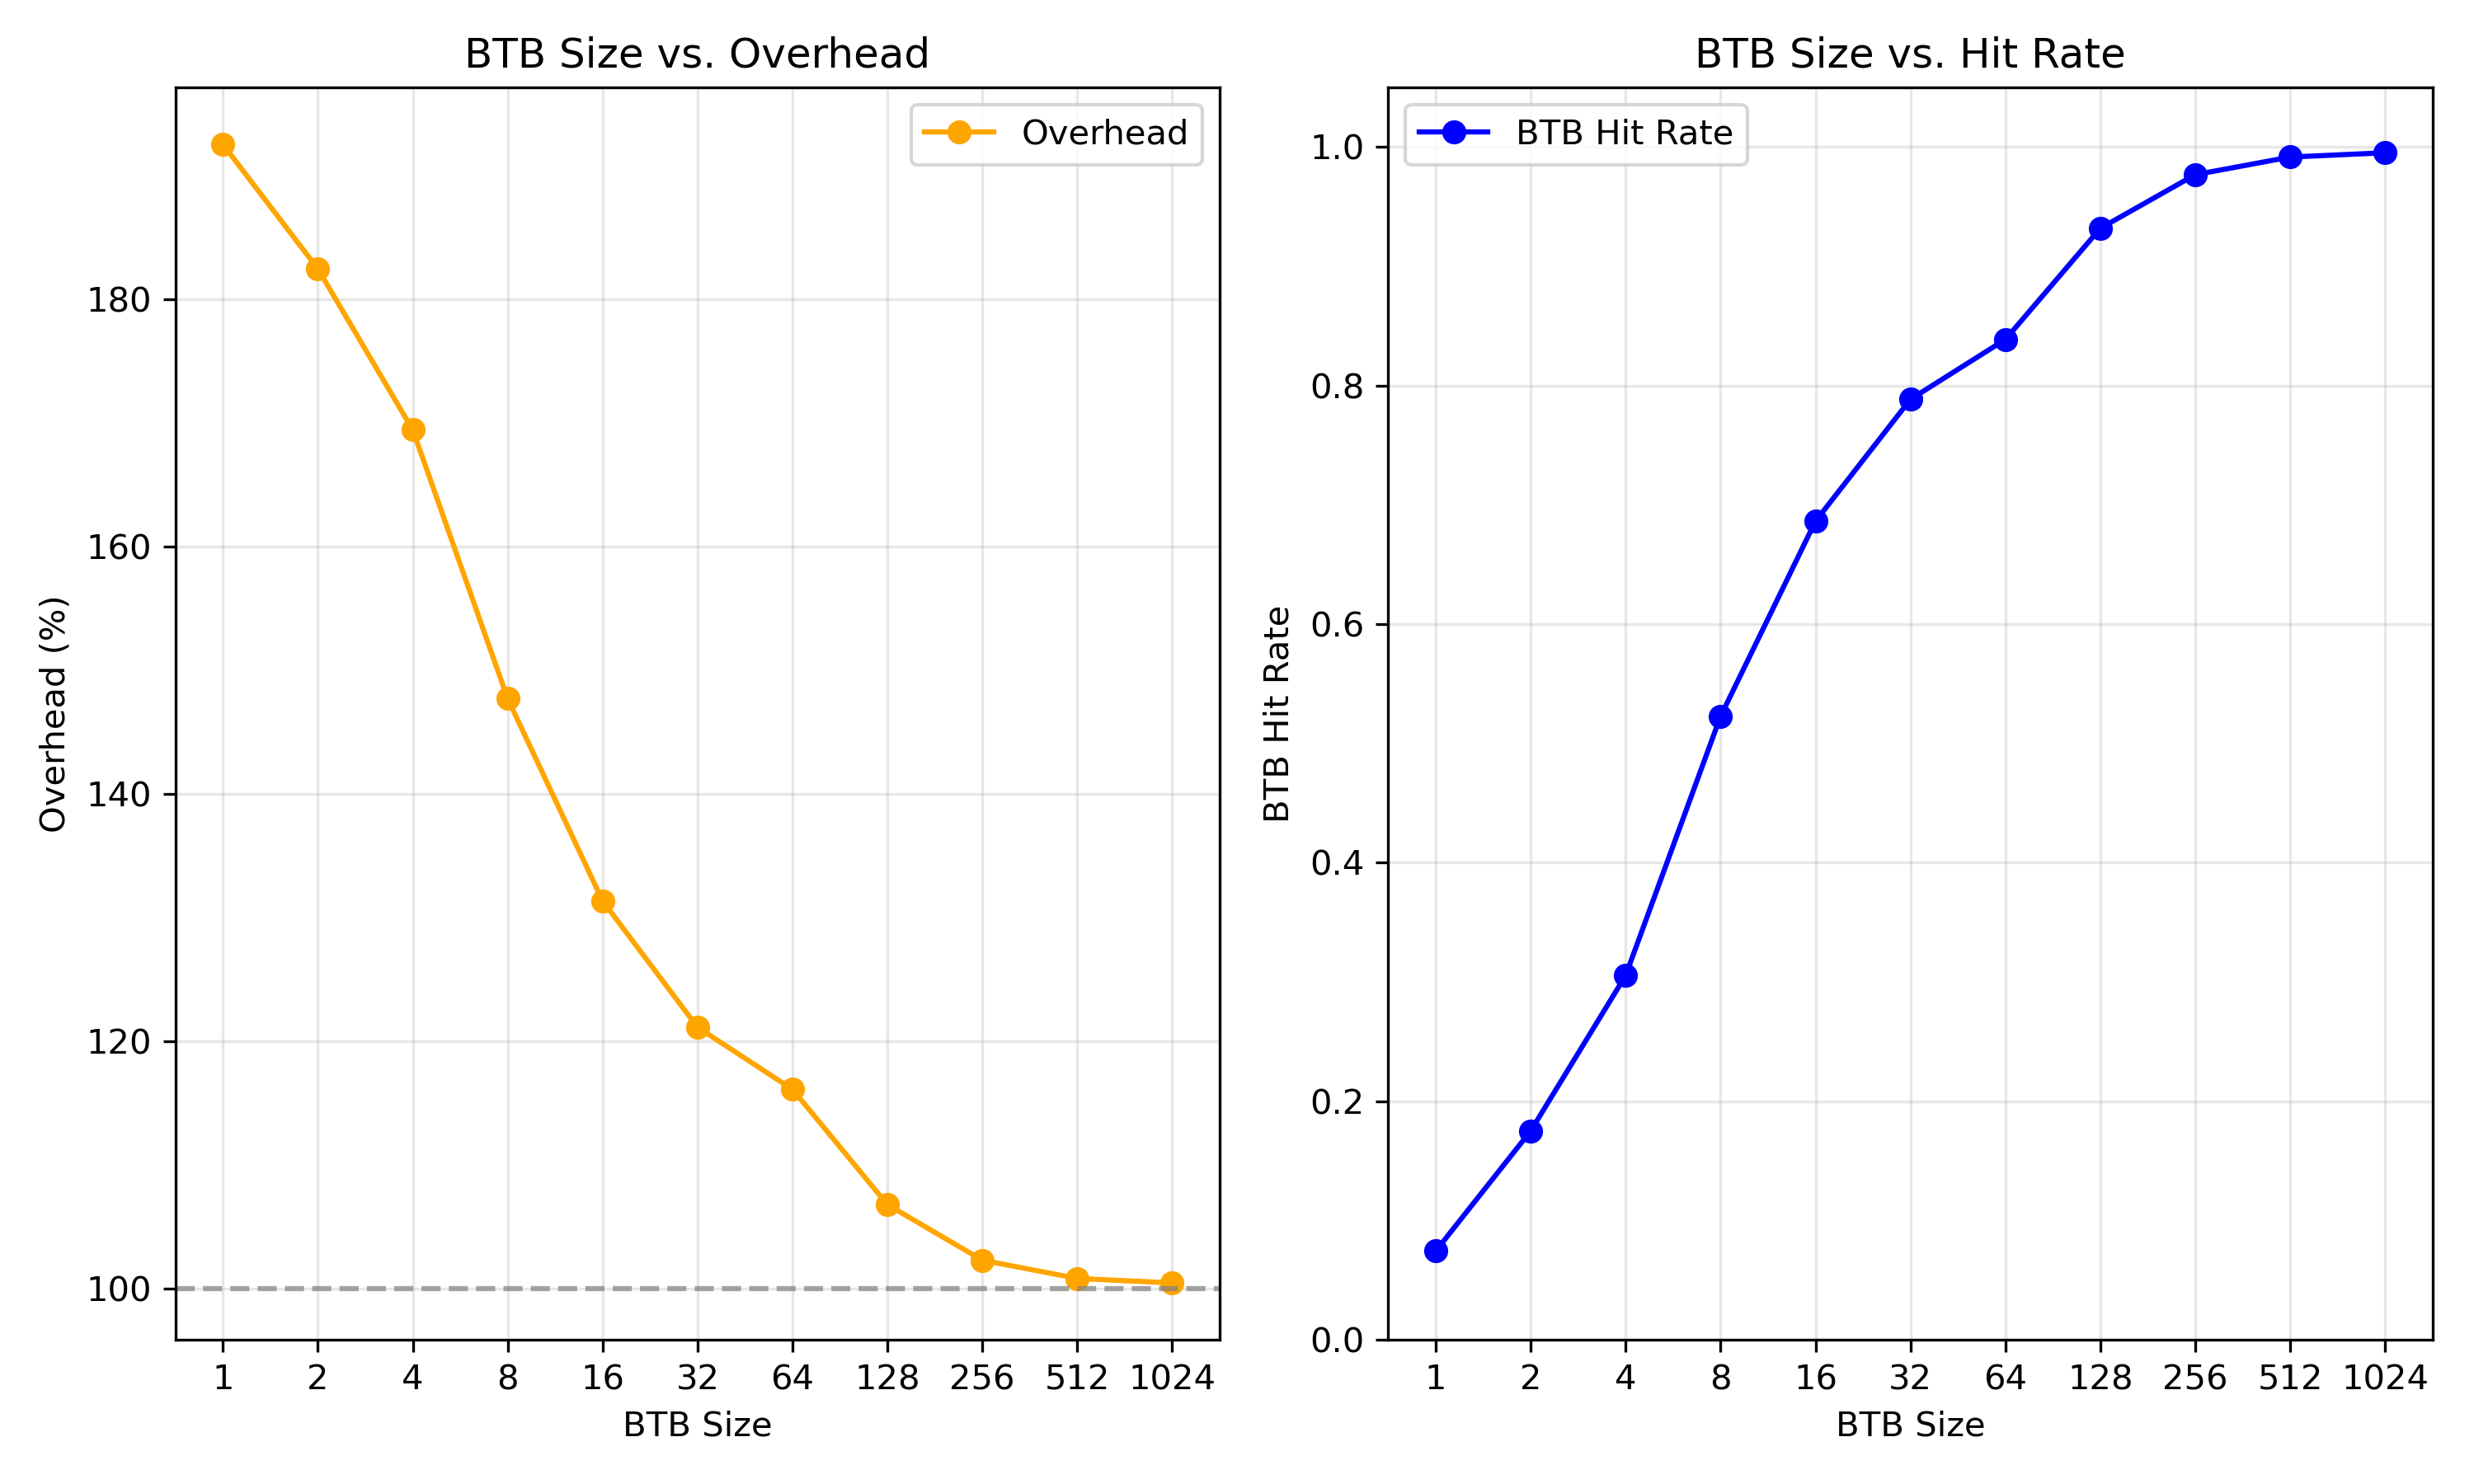 BTB Size vs. Overhead
Overhead
Overhead (%)
180
160
140
120
100
1 2 4 8 16 32 64 128 256 512 1024
BTB Size
BTB Size vs. Hit Rate
BTB Hit Rate
BTB Hit Rate
1.0
0.8
0.6
0.4
0.2
0.0
1 2 4 8 16 32 64 128 256 512 1024
BTB Size